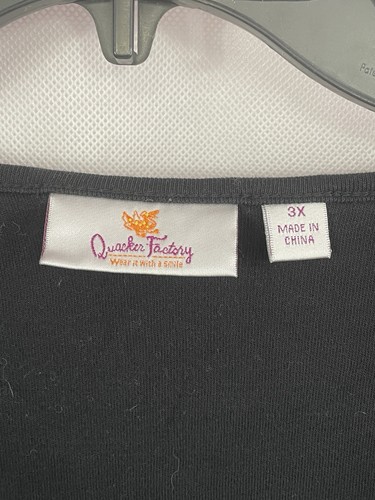 Quacker Factory
Wear it with a smile
3X
MADE IN
CHINA